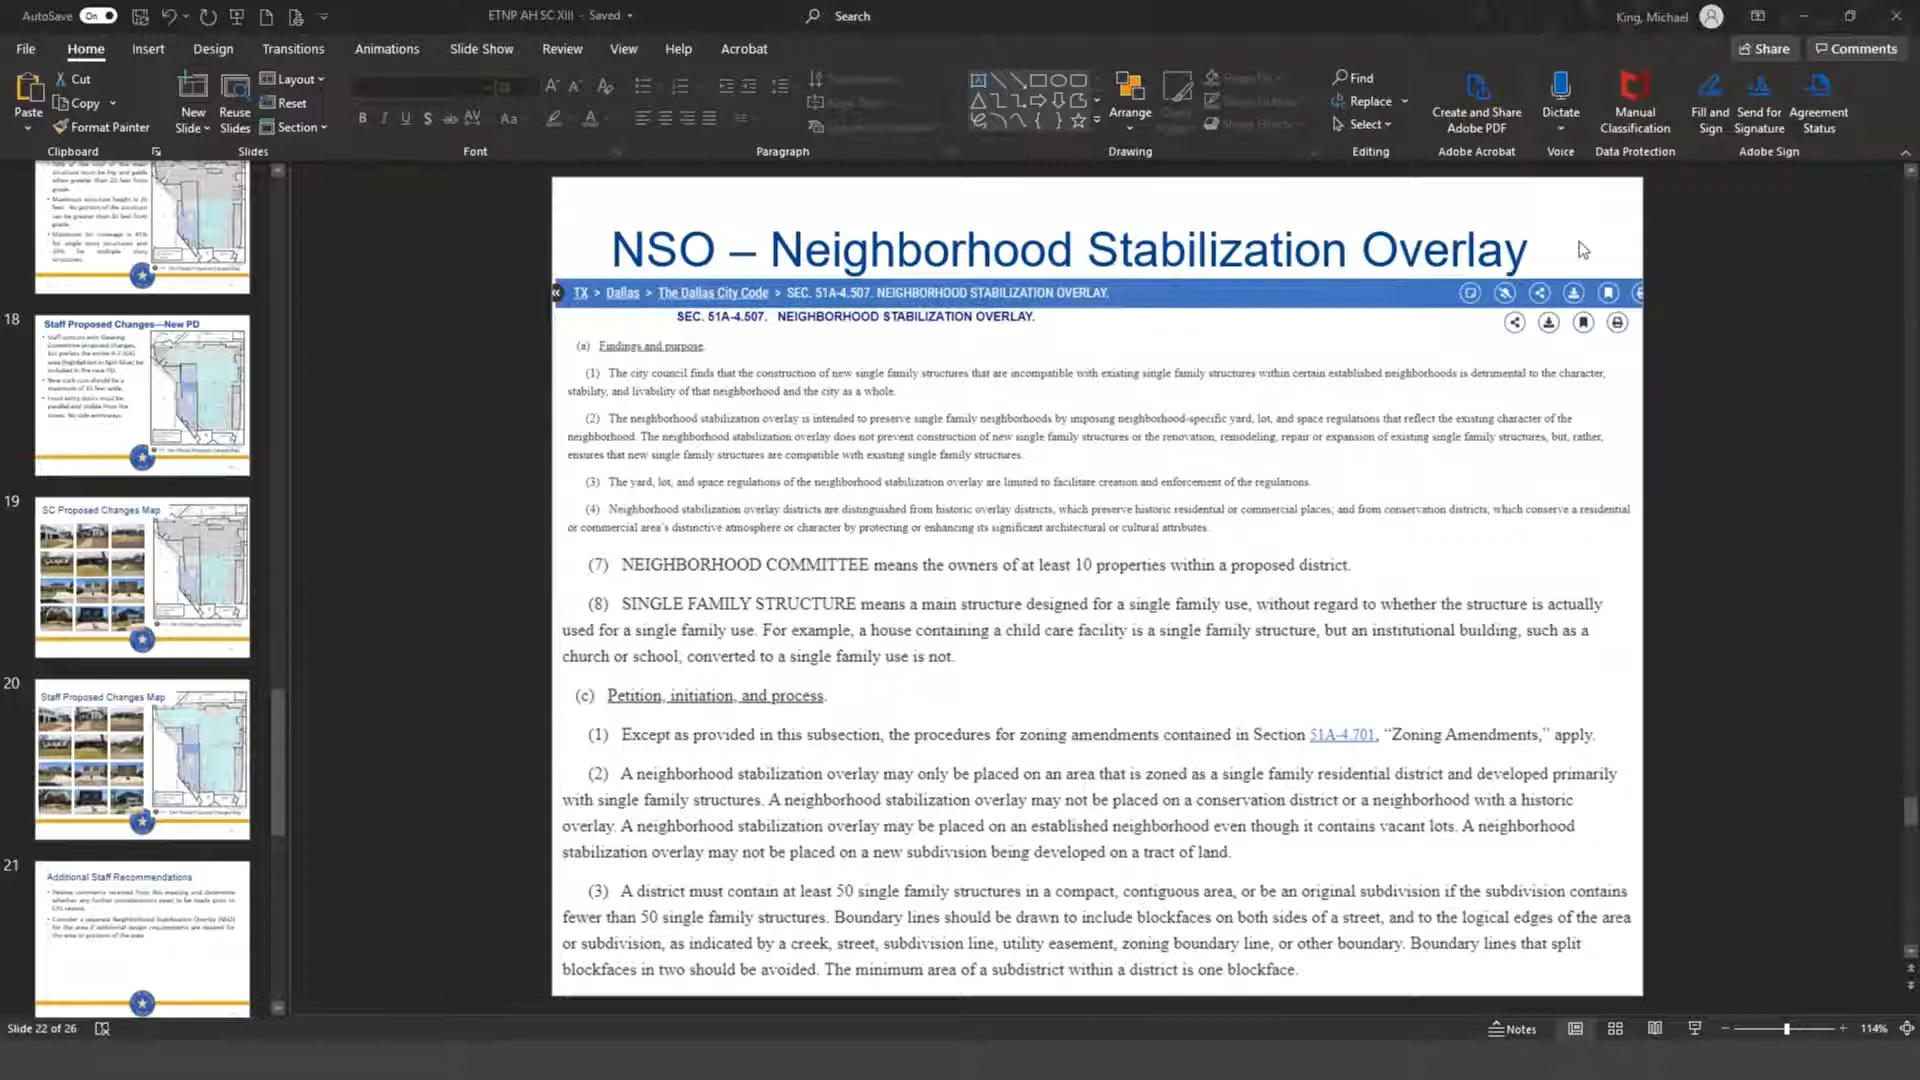 AutoSave On
ETNP AH SC XIII - Saved
Search
King, Michael
File Home Insert Design Transitions Animations Slide Show Review View Help Acrobat
Share Comments
Paste
Cut
Copy
Format Painter
Clipboard
New Slide
Reuse Slides
Layout
Reset
Section
Slides
Font
Paragraph
Arrange
Drawing
Find
Replace
Select
Editing
Create and Share Adobe PDF
Adobe Acrobat
Dictate
Voice
Manual Classification
Data Protection
Fill and Sign
Send for Signature
Agreement Status
Adobe Sign
18
Staff Proposed Changes—New PD
19
SC Proposed Changes Map
20
Staff Proposed Changes Map
21
Additional Staff Recommendations
NSO – Neighborhood Stabilization Overlay
TX > Dallas > The Dallas City Code > SEC. 51A-4.507. NEIGHBORHOOD STABILIZATION OVERLAY.
SEC. 51A-4.507. NEIGHBORHOOD STABILIZATION OVERLAY.
(a) Findings and purpose.
(1) The city council finds that the construction of new single family structures that are incompatible with existing single family structures within certain established neighborhoods is detrimental to the character,
stability, and livability of that neighborhood and the city as a whole.
(2) The neighborhood stabilization overlay is intended to preserve single family neighborhoods by imposing neighborhood-specific yard, lot, and space regulations that reflect the existing character of the
neighborhood. The neighborhood stabilization overlay does not prevent construction of new single family structures or the renovation, remodeling, repair or expansion of existing single family structures, but, rather,
ensures that new single family structures are compatible with existing single family structures.
(3) The yard, lot, and space regulations of the neighborhood stabilization overlay are limited to facilitate creation and enforcement of the regulations.
(4) Neighborhood stabilization overlay districts are distinguished from historic overlay districts, which preserve historic residential or commercial places; and from conservation districts, which conserve a residential
or commercial area's distinctive atmosphere or character by protecting or enhancing its significant architectural or cultural attributes.
(7) NEIGHBORHOOD COMMITTEE means the owners of at least 10 properties within a proposed district.
(8) SINGLE FAMILY STRUCTURE means a main structure designed for a single family use, without regard to whether the structure is actually
used for a single family use. For example, a house containing a child care facility is a single family structure, but an institutional building, such as a
church or school, converted to a single family use is not.
(c) Petition, initiation, and process.
(1) Except as provided in this subsection, the procedures for zoning amendments contained in Section 51A-4.701, “Zoning Amendments,” apply.
(2) A neighborhood stabilization overlay may only be placed on an area that is zoned as a single family residential district and developed primarily
with single family structures. A neighborhood stabilization overlay may not be placed on a conservation district or a neighborhood with a historic
overlay. A neighborhood stabilization overlay may be placed on an established neighborhood even though it contains vacant lots. A neighborhood
stabilization overlay may not be placed on a new subdivision being developed on a tract of land.
(3) A district must contain at least 50 single family structures in a compact, contiguous area, or be an original subdivision if the subdivision contains
fewer than 50 single family structures. Boundary lines should be drawn to include blockfaces on both sides of a street, and to the logical edges of the area
or subdivision, as indicated by a creek, street, subdivision line, utility easement, zoning boundary line, or other boundary. Boundary lines that split
blockfaces in two should be avoided. The minimum area of a subdistrict within a district is one blockface.
Slide 22 of 26
Notes
114%